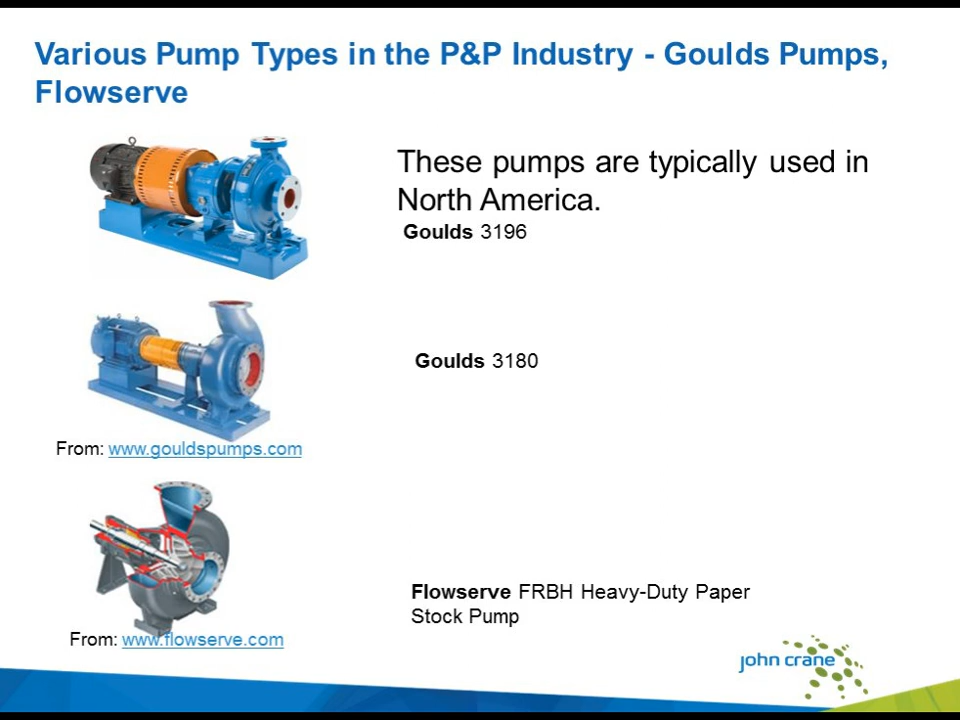 Various Pump Types in the P&P Industry - Goulds Pumps,
Flowserve
These pumps are typically used in
North America.
Goulds 3196
Goulds 3180
From: www.gouldspumps.com
Flowserve FRBH Heavy-Duty Paper
Stock Pump
From: www.flowserve.com
john crane